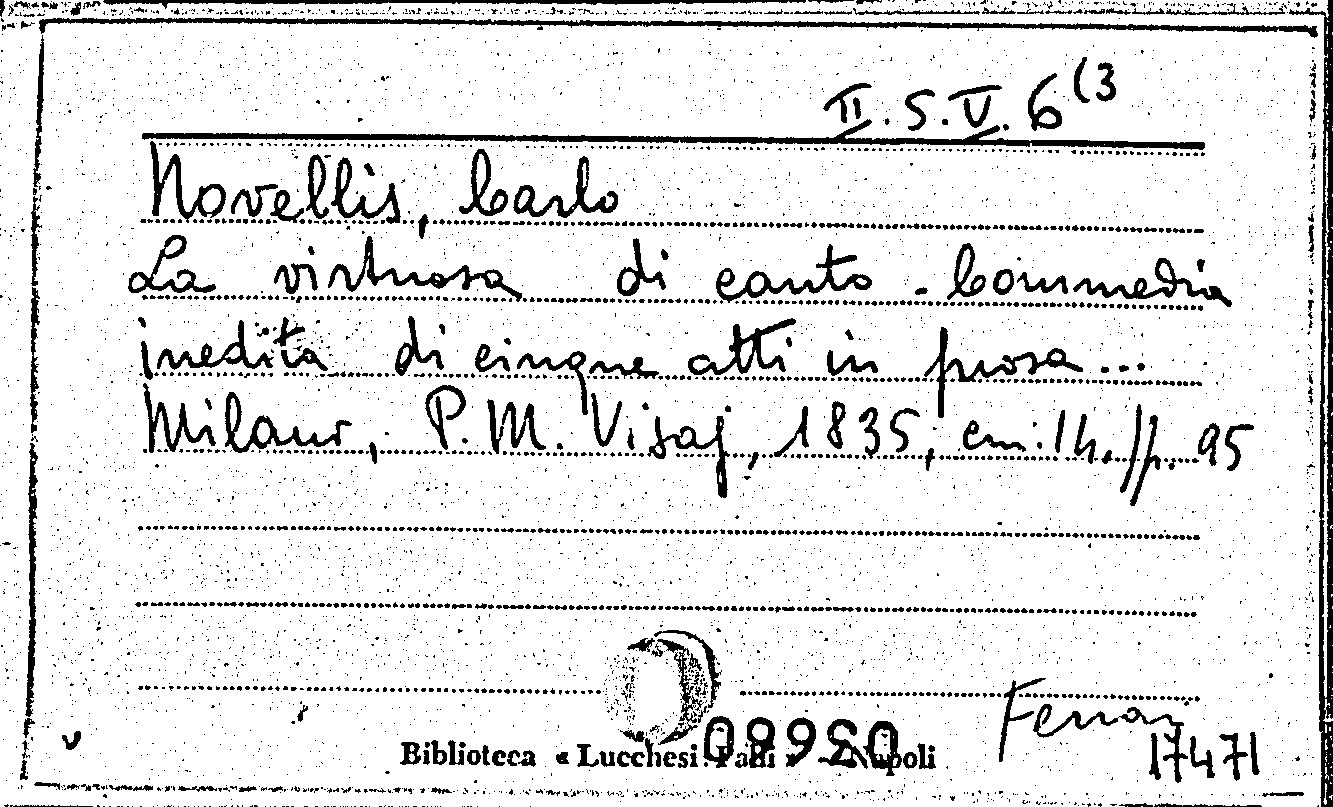 II.S.V.6(3
Novellis, Carlo
La virtuosa di canto - Commedia
inedita di cinque atti in prosa...
Milano, P. M. Visaj, 1835, cm. 14, pp. 95
Ferrar
v Biblioteca « Lucchesi Palli » - Napoli
17471